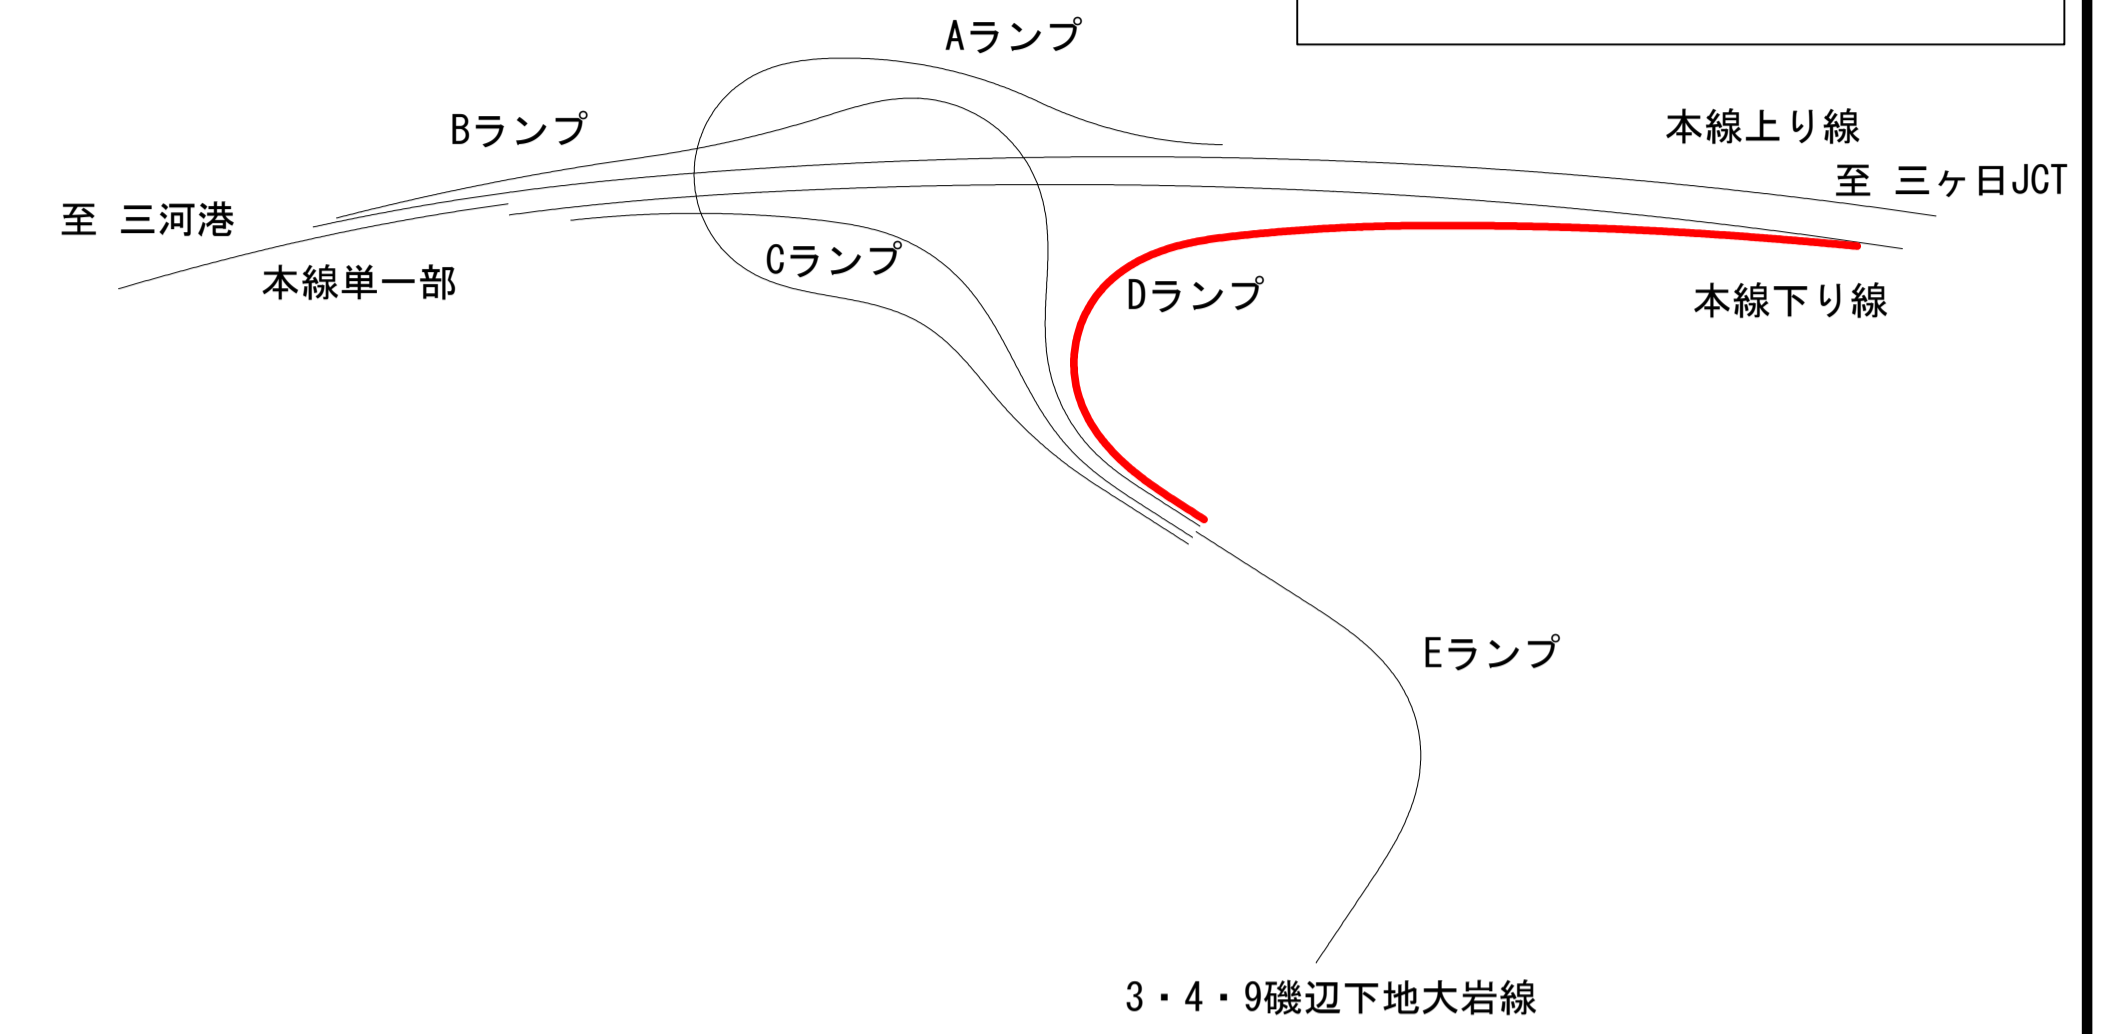 Aランプ
Bランプ
本線上り線
至 三ヶ日JCT
至 三河港
Cランプ
本線単一部
Dランプ
本線下り線
Eランプ
3・4・9磯辺下地大岩線